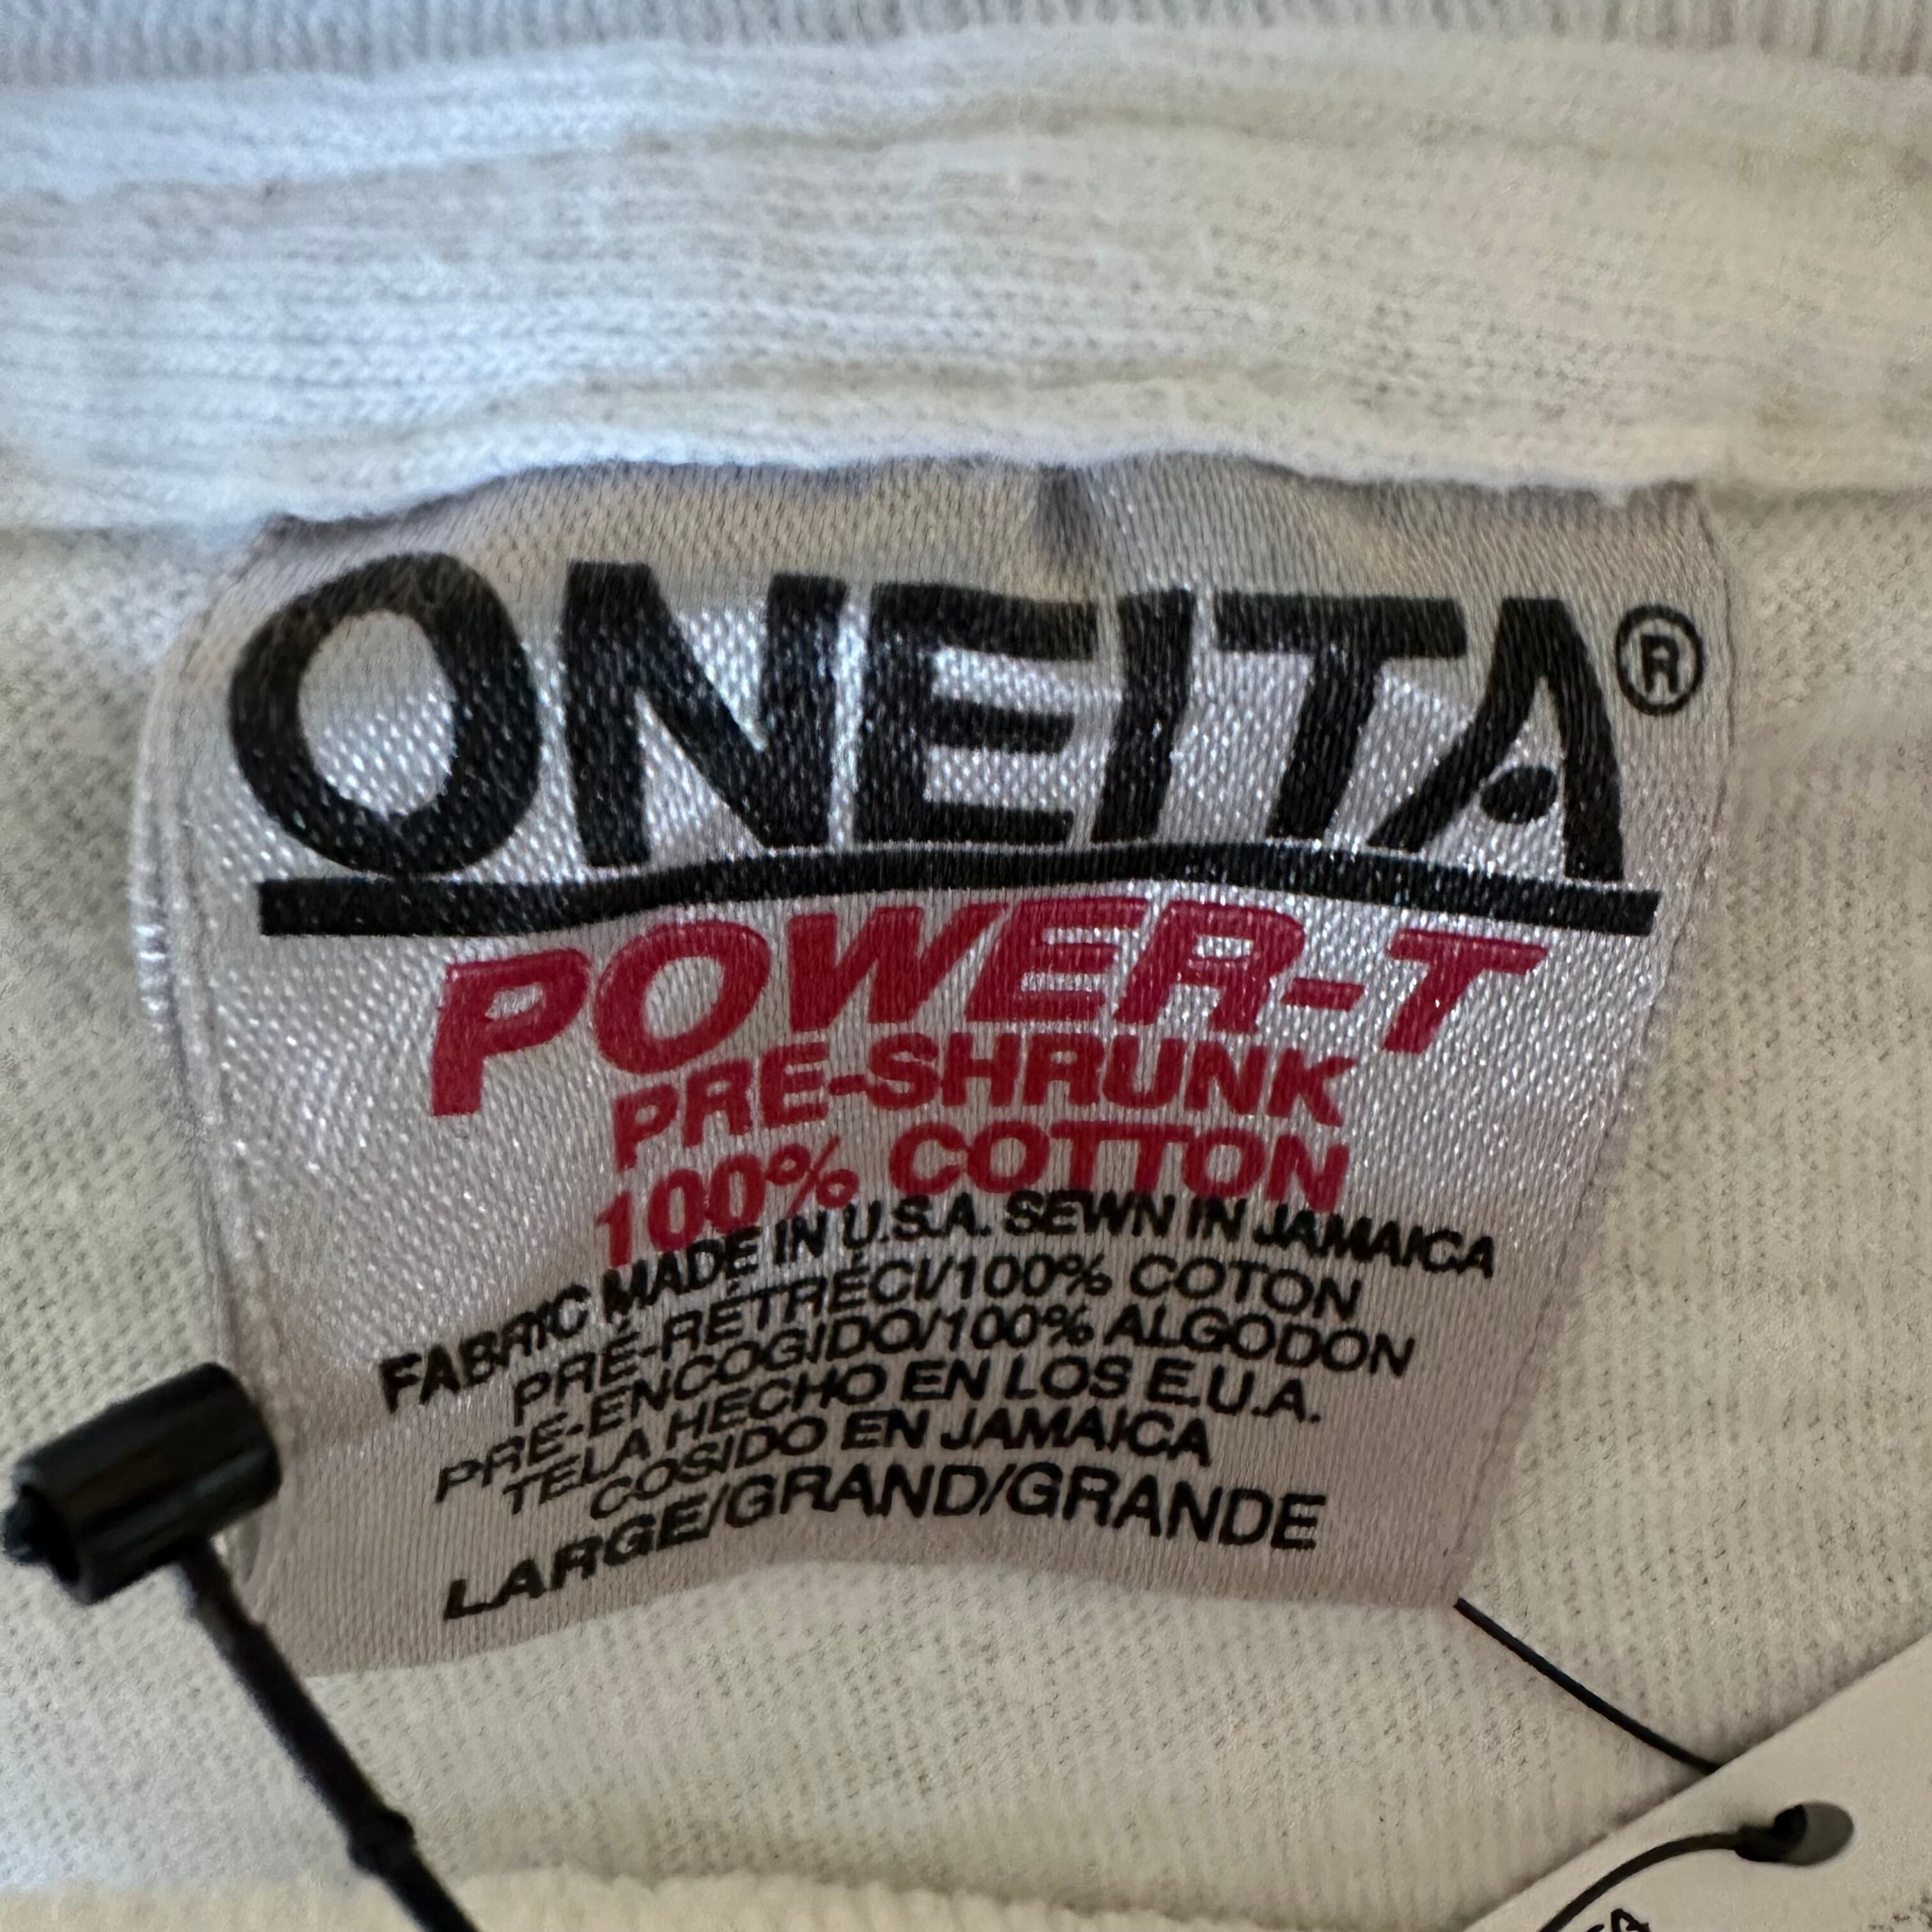 ONEITA®
POWER-T
PRE-SHRUNK
100% COTTON
FABRIC MADE IN U.S.A. SEWN IN JAMAICA
PRÉ-RÉTRÉCI/100% COTON
PRE-ENCOGIDO/100% ALGODON
TELA HECHO EN LOS E.U.A.
COSIDO EN JAMAICA
LARGE/GRAND/GRANDE